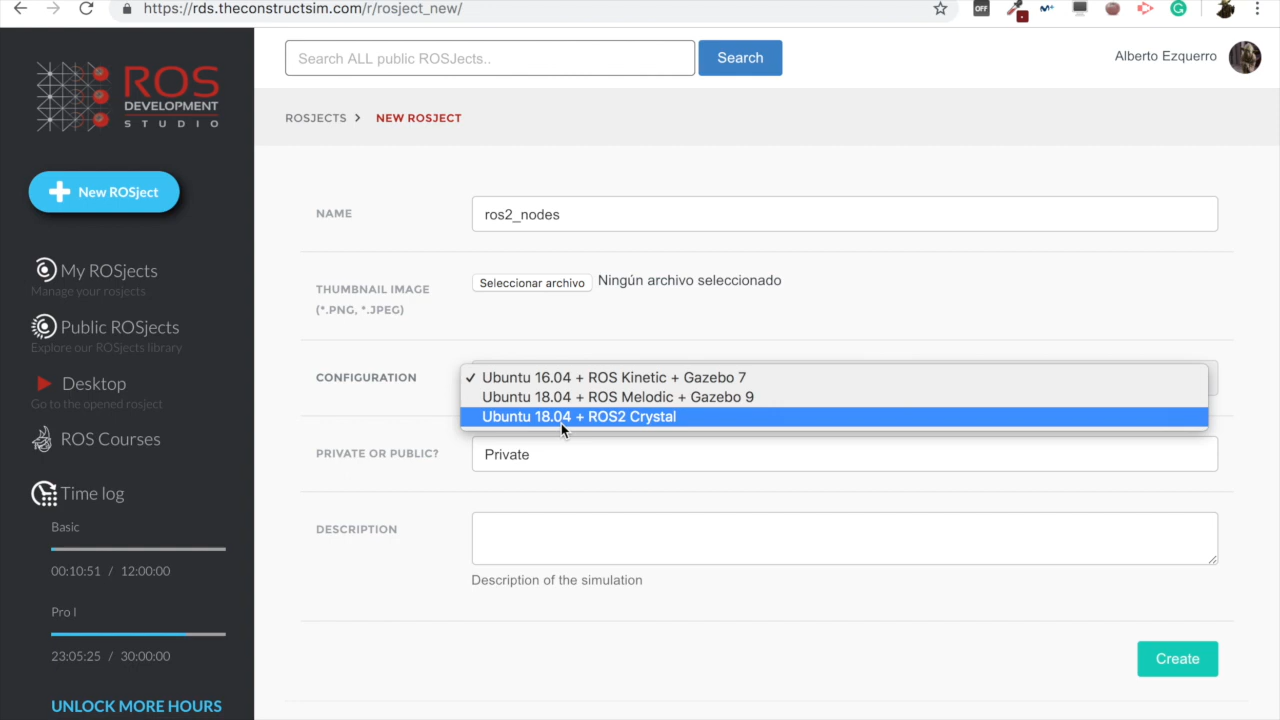 https://rds.theconstructsim.com/r/rosject_new/
OFF
ROS
DEVELOPMENT
STUDIO
Search ALL public ROSJects..
Search
Alberto Ezquerro
ROSJECTS > NEW ROSJECT
New ROSject
My ROSjects
Manage your rosjects
Public ROSjects
Explore our ROSjects library
Desktop
Go to the opened rosject
ROS Courses
Time log
Basic
00:10:51 / 12:00:00
Pro I
23:05:25 / 30:00:00
UNLOCK MORE HOURS
NAME
ros2_nodes
THUMBNAIL IMAGE
(*.PNG, *.JPEG)
Seleccionar archivo Ningún archivo seleccionado
CONFIGURATION
✓ Ubuntu 16.04 + ROS Kinetic + Gazebo 7
Ubuntu 18.04 + ROS Melodic + Gazebo 9
Ubuntu 18.04 + ROS2 Crystal
PRIVATE OR PUBLIC?
Private
DESCRIPTION
Description of the simulation
Create